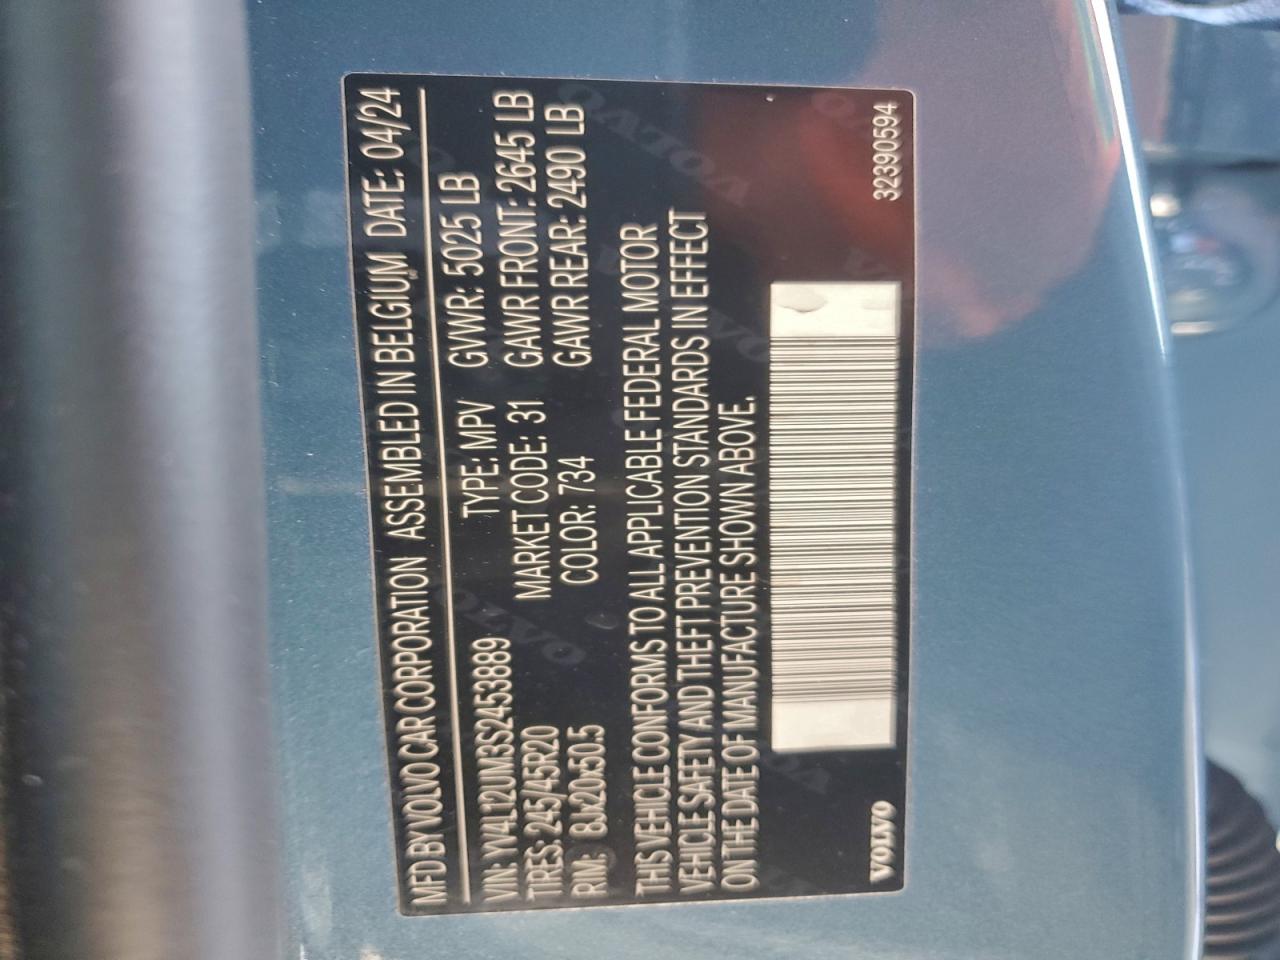 MFD BY VOLVO CAR CORPORATION ASSEMBLED IN BELGIUM DATE: 04/24
VIN: YV4L12UM3S2453889 TYPE: MPV GVWR: 5025 LB
TIRES: 245/45R20 MARKET CODE: 31 GAWR FRONT: 2645 LB
RIM: 8Jx20x50.5 COLOR: 734 GAWR REAR: 2490 LB
THIS VEHICLE CONFORMS TO ALL APPLICABLE FEDERAL MOTOR
VEHICLE SAFETY AND THEFT PREVENTION STANDARDS IN EFFECT
ON THE DATE OF MANUFACTURE SHOWN ABOVE.
VOLVO 32390594